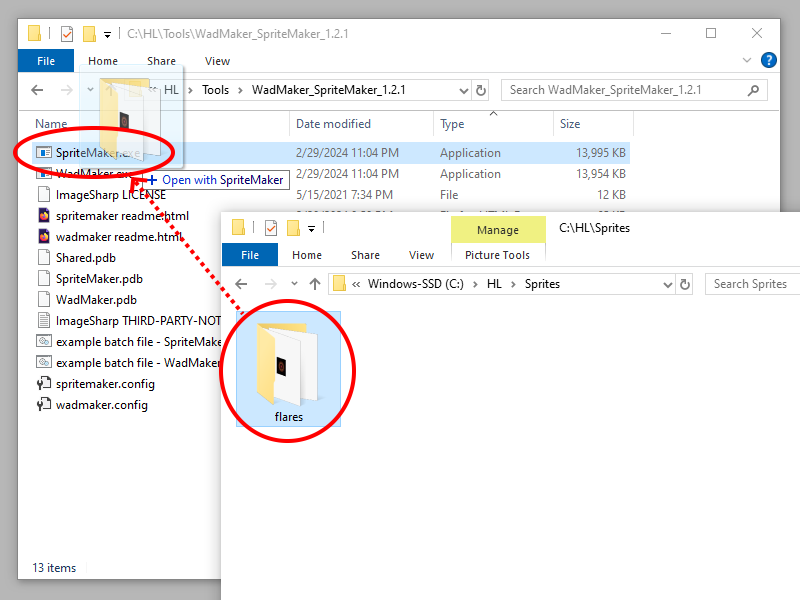 C:\HL\Tools\WadMaker_SpriteMaker_1.2.1
File Home Share View
HL Tools WadMaker_SpriteMaker_1.2.1 Search WadMaker_SpriteMaker_1.2.1
Name Date modified Type Size
SpriteMaker.exe 2/29/2024 11:04 PM Application 13,995 KB
WadMaker.exe 2/29/2024 11:04 PM Application 13,954 KB
+ Open with SpriteMaker
ImageSharp LICENSE 5/15/2021 7:34 PM File 12 KB
spritemaker readme.html
wadmaker readme.html
Shared.pdb
SpriteMaker.pdb
WadMaker.pdb
ImageSharp THIRD-PARTY-NOT
example batch file - SpriteMake
example batch file - WadMaker
spritemaker.config
wadmaker.config
13 items
Manage C:\HL\Sprites
File Home Share View Picture Tools
« Windows-SSD (C:) HL Sprites Search Sprites
flares